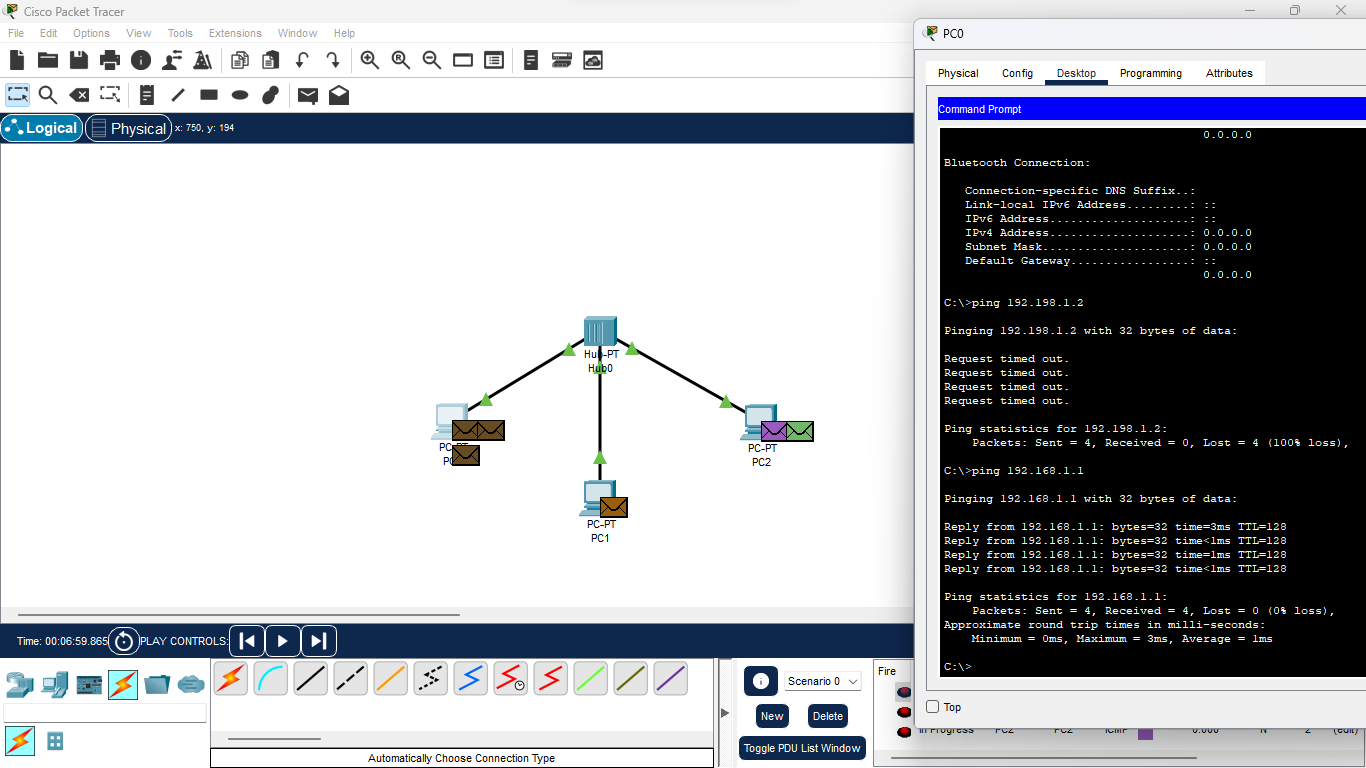 Cisco Packet Tracer
File Edit Options View Tools Extensions Window Help
Logical Physical x: 750, y: 194
Hub-PT
Hub0
PC-PT
PC-PT
PC1
PC-PT
PC2
Time: 00:06:59.865 PLAY CONTROLS:
Scenario 0
New Delete
Toggle PDU List Window
Automatically Choose Connection Type
Fire
In Progress PC2 PC2 ICMP 0.000 N 2 (edit)
PC0
Physical Config Desktop Programming Attributes
Command Prompt
0.0.0.0
Bluetooth Connection:
Connection-specific DNS Suffix..:
Link-local IPv6 Address.........: ::
IPv6 Address....................: ::
IPv4 Address....................: 0.0.0.0
Subnet Mask.....................: 0.0.0.0
Default Gateway.................: ::
0.0.0.0
C:\>ping 192.198.1.2
Pinging 192.198.1.2 with 32 bytes of data:
Request timed out.
Request timed out.
Request timed out.
Request timed out.
Ping statistics for 192.198.1.2:
Packets: Sent = 4, Received = 0, Lost = 4 (100% loss),
C:\>ping 192.168.1.1
Pinging 192.168.1.1 with 32 bytes of data:
Reply from 192.168.1.1: bytes=32 time=3ms TTL=128
Reply from 192.168.1.1: bytes=32 time<1ms TTL=128
Reply from 192.168.1.1: bytes=32 time=1ms TTL=128
Reply from 192.168.1.1: bytes=32 time<1ms TTL=128
Ping statistics for 192.168.1.1:
Packets: Sent = 4, Received = 4, Lost = 0 (0% loss),
Approximate round trip times in milli-seconds:
Minimum = 0ms, Maximum = 3ms, Average = 1ms
C:\>
Top